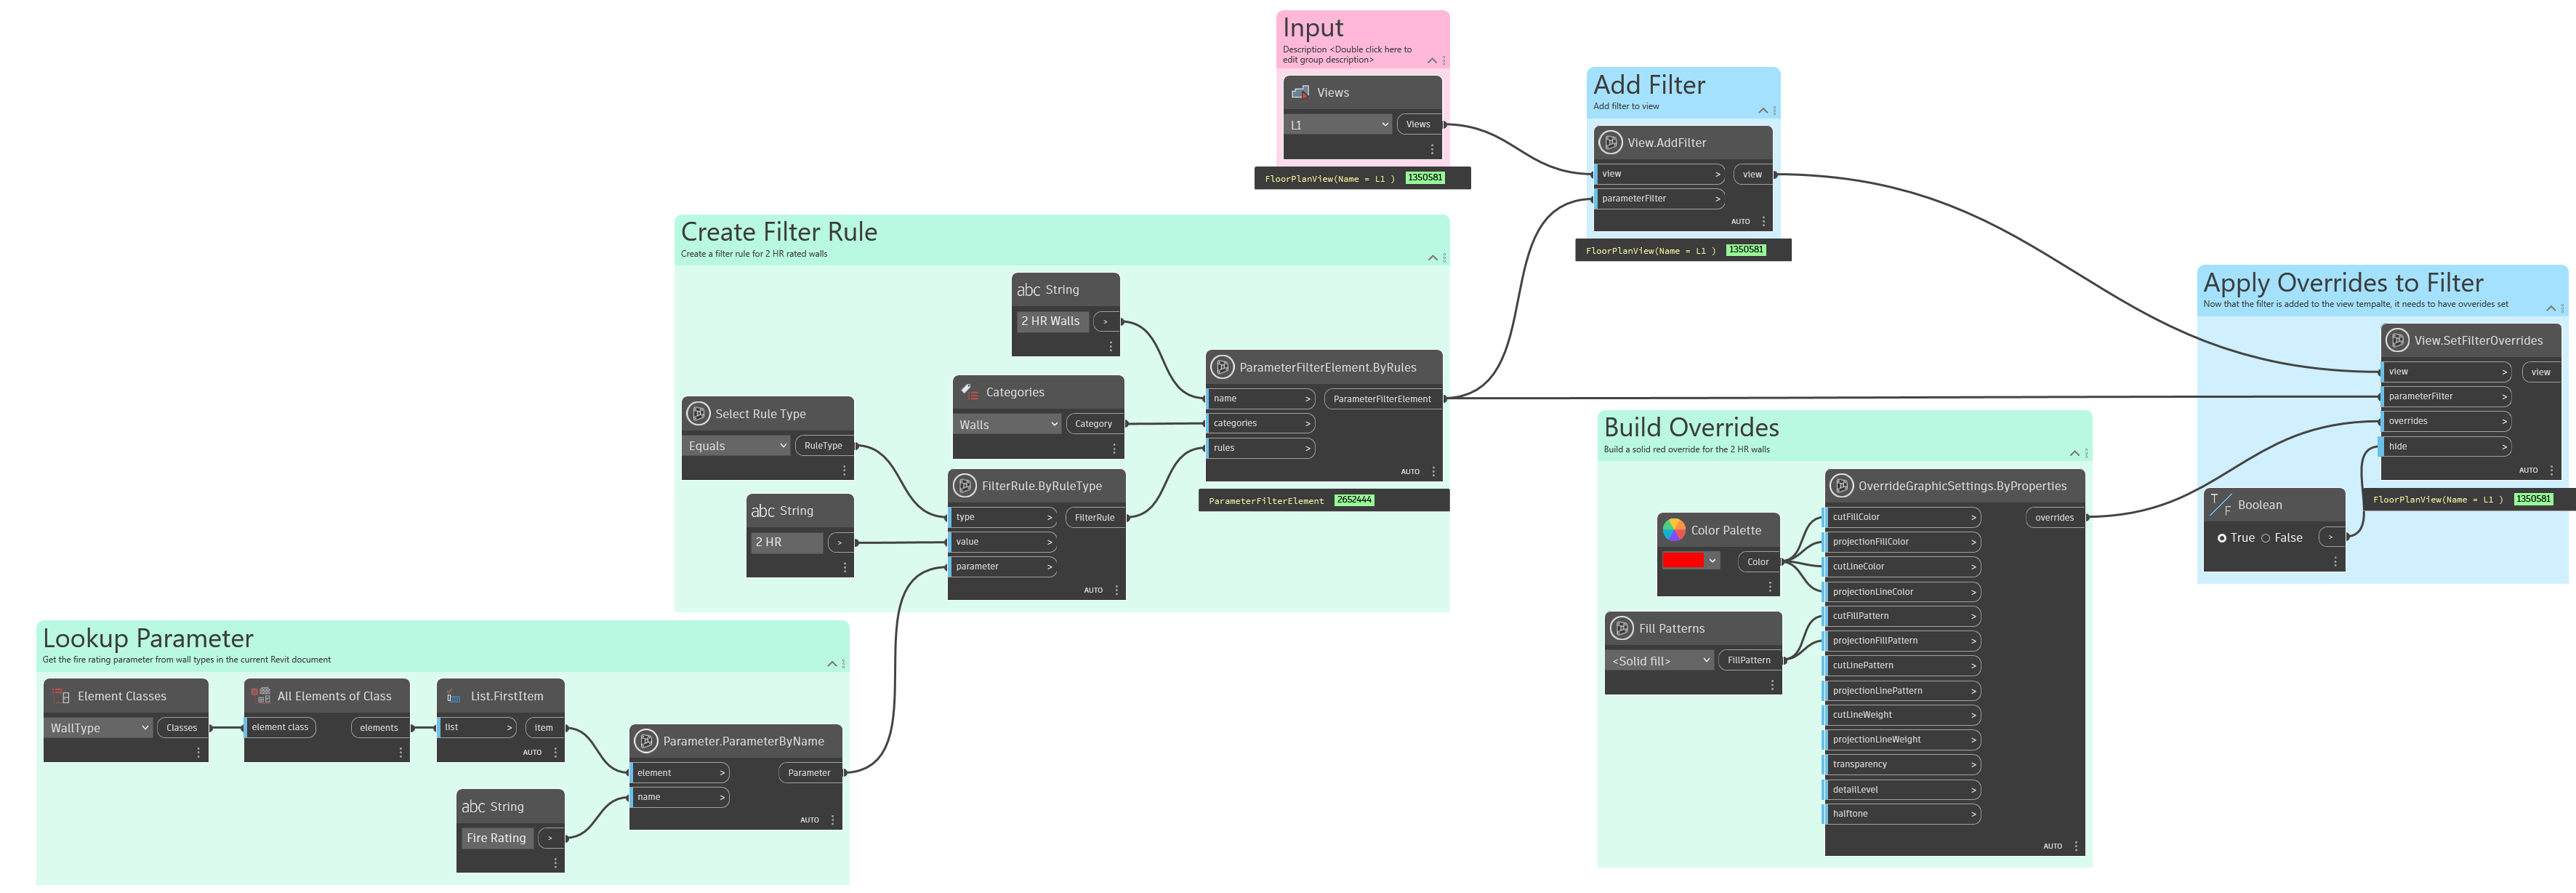 Input
Description <Double click here to
edit group description>
Views
L1
Views
FloorPlanView(Name = L1 ) 1350581
Add Filter
Add filter to view
View.AddFilter
view >
view
parameterFilter >
AUTO
FloorPlanView(Name = L1 ) 1350581
Create Filter Rule
Create a filter rule for 2 HR rated walls
abc String
2 HR Walls >
Categories
Walls
Category
Select Rule Type
Equals
RuleType
abc String
2 HR >
FilterRule.ByRuleType
type >
FilterRule
value >
parameter >
AUTO
ParameterFilterElement.ByRules
name >
ParameterFilterElement
categories >
rules >
AUTO
ParameterFilterElement 2652444
Lookup Parameter
Get the fire rating parameter from wall types in the current Revit document
Element Classes
WallType
Classes
All Elements of Class
element class
elements
List.FirstItem
list >
item
AUTO
abc String
Fire Rating >
Parameter.ParameterByName
element >
Parameter
name >
AUTO
Build Overrides
Build a solid red override for the 2 HR walls
Color Palette
Color
Fill Patterns
<Solid fill>
FillPattern
OverrideGraphicSettings.ByProperties
cutFillColor >
overrides
projectionFillColor >
cutLineColor >
projectionLineColor >
cutFillPattern >
projectionFillPattern >
cutLinePattern >
projectionLinePattern >
cutLineWeight >
projectionLineWeight >
transparency >
detailLevel >
halftone >
AUTO
Apply Overrides to Filter
Now that the filter is added to the view tempalte, it needs to have ovverides set
View.SetFilterOverrides
view >
view
parameterFilter >
overrides >
hide >
AUTO
FloorPlanView(Name = L1 ) 1350581
T/F Boolean
True False >